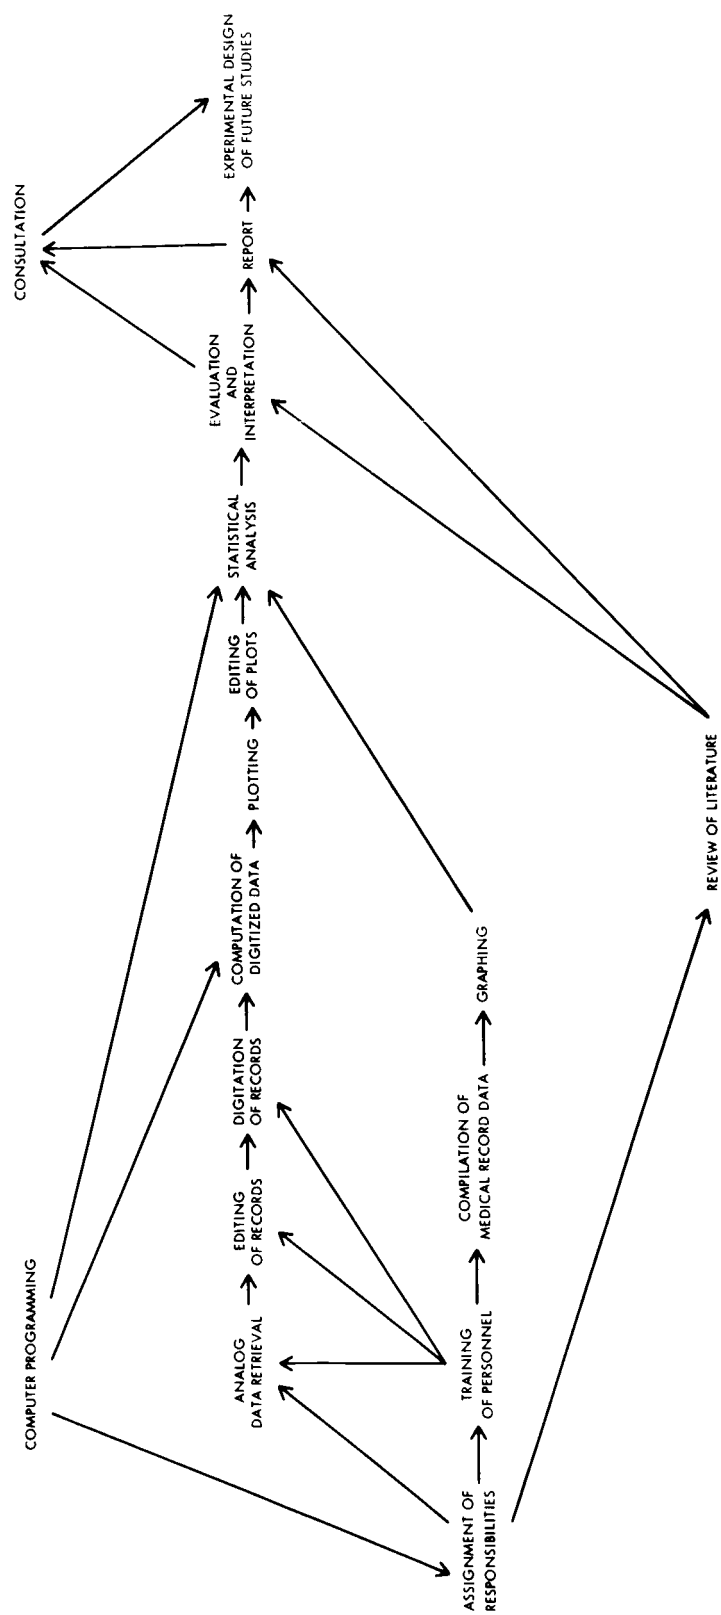 COMPUTER PROGRAMMING
CONSULTATION
ANALOG
DATA RETRIEVAL
EDITING
OF RECORDS
DIGITATION
OF RECORDS
COMPUTATION OF
DIGITIZED DATA
PLOTTING
EDITING
OF PLOTS
STATISTICAL
ANALYSIS
EVALUATION
AND
INTERPRETATION
REPORT
EXPERIMENTAL DESIGN
OF FUTURE STUDIES
ASSIGNMENT OF
RESPONSIBILITIES
TRAINING
OF PERSONNEL
COMPILATION OF
MEDICAL RECORD DATA
GRAPHING
REVIEW OF LITERATURE